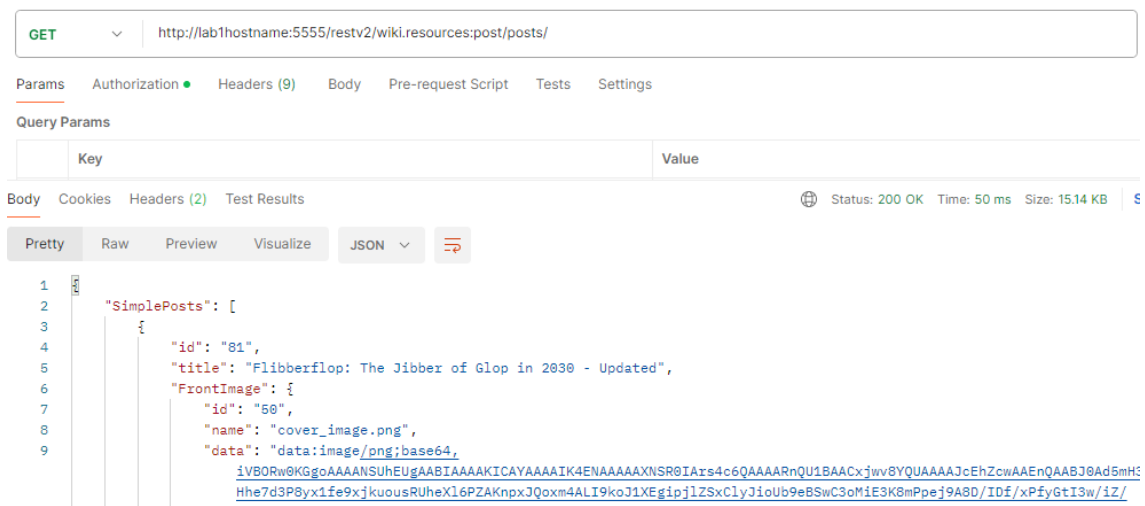 GET http://lab1hostname:5555/restv2/wiki.resources:post/posts/
Params Authorization Headers (9) Body Pre-request Script Tests Settings
Query Params
Key Value
Body Cookies Headers (2) Test Results Status: 200 OK Time: 50 ms Size: 15.14 KB
Pretty Raw Preview Visualize JSON
1 {
2 "SimplePosts": [
3 {
4 "id": "81",
5 "title": "Flibberflop: The Jibber of Glop in 2030 - Updated",
6 "FrontImage": {
7 "id": "50",
8 "name": "cover_image.png",
9 "data": "data:image/png;base64,
iVBORw0KGgoAAAANSUhEUgAABIAAAAKICAYAAAAIK4ENAAAAAXNSR0IArs4c6QAAAARnQU1BAACxjwv8YQUAAAAJcEhZcwAAEnQAABJ0Ad5mH3
Hhe7d3P8yx1fe9xjkuousRUheXl6PZAKnpxJQoxm4ALI9koJ1XEgipjlZSxClyJioUb9eBSwC3oMiE3K8mPpej9A8D/IDf/xPfyGtI3w/iZ/